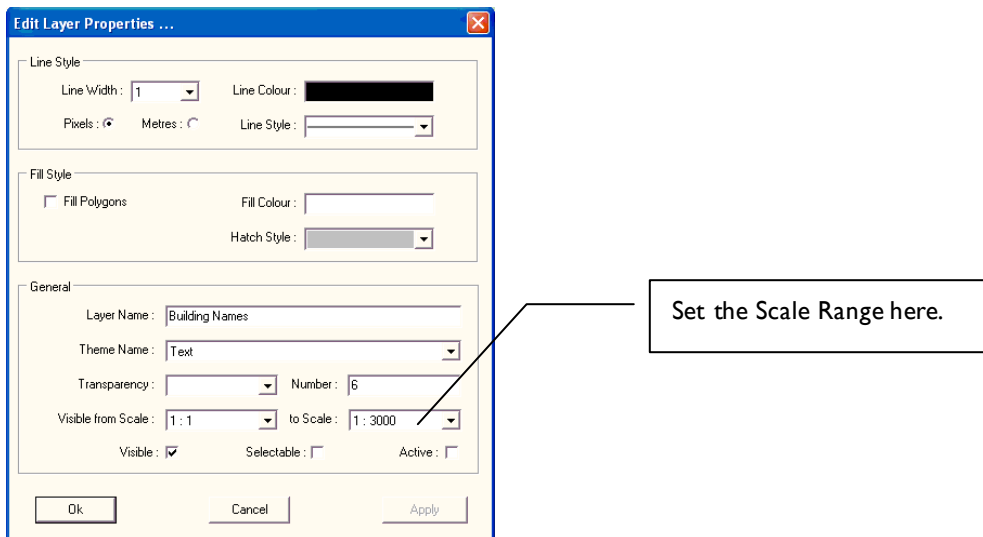 Edit Layer Properties ...
Line Style
Line Width : 1 Line Colour :
Pixels : Metres : Line Style :
Fill Style
Fill Polygons Fill Colour :
Hatch Style :
General
Layer Name : Building Names
Set the Scale Range here.
Theme Name : Text
Transparency : Number : 6
Visible from Scale : 1 : 1 to Scale : 1 : 3000
Visible : Selectable : Active :
Ok Cancel Apply